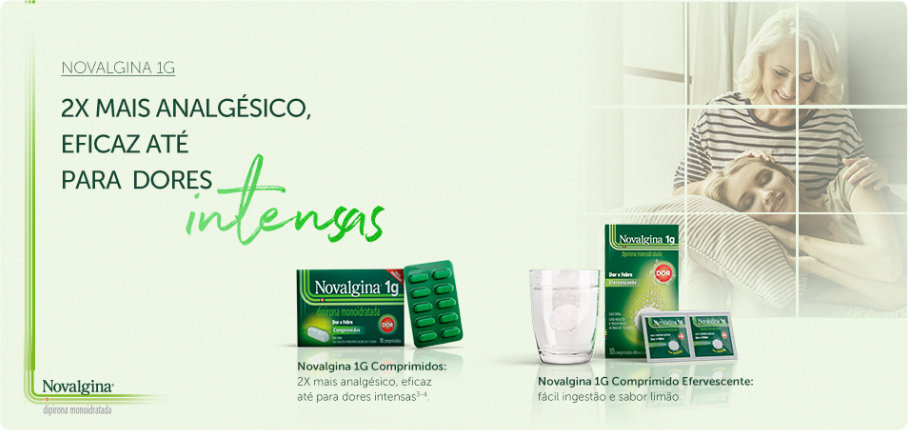 NOVALGINA 1G
2X MAIS ANALGÉSICO,
EFICAZ ATÉ
PARA DORES
intensas
Novalgina 1g
dipirona monoidratada
Dor e Febre
Comprimidos
DOR
Novalgina 1g
dipirona monoidratada
Dor e Febre
Efervescente
DOR
Novalgina 1G Comprimidos:
2X mais analgésico, eficaz
até para dores intensas³⁻⁴.
Novalgina 1G Comprimido Efervescente:
fácil ingestão e sabor limão.
Novalgina®
dipirona monoidratada